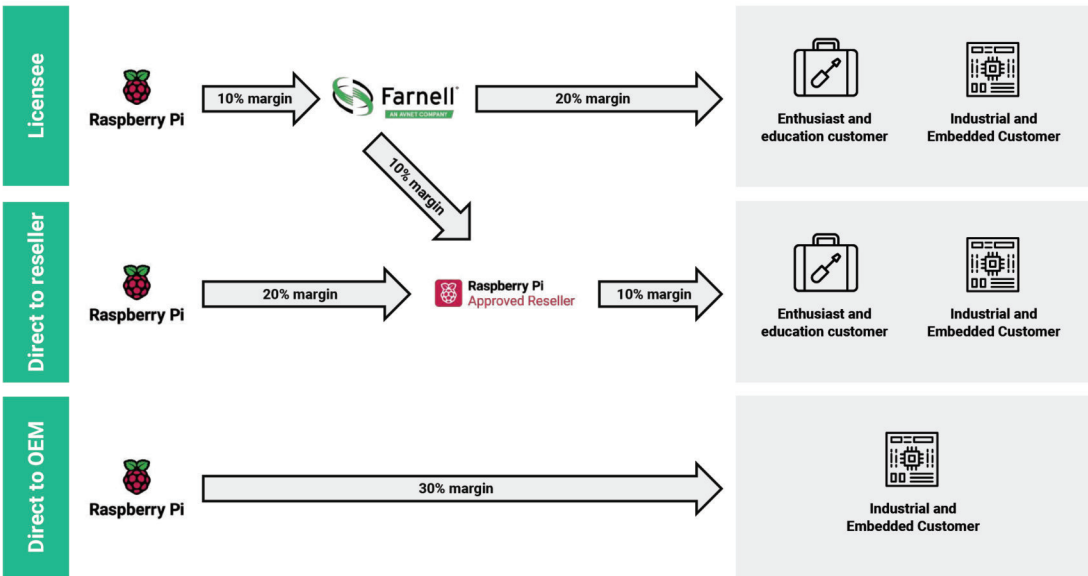 Licensee
Raspberry Pi
10% margin
Farnell
AN AVNET COMPANY
20% margin
Enthusiast and
education customer
Industrial and
Embedded Customer
10% margin
Direct to reseller
Raspberry Pi
20% margin
Raspberry Pi
Approved Reseller
10% margin
Enthusiast and
education customer
Industrial and
Embedded Customer
Direct to OEM
Raspberry Pi
30% margin
Industrial and
Embedded Customer